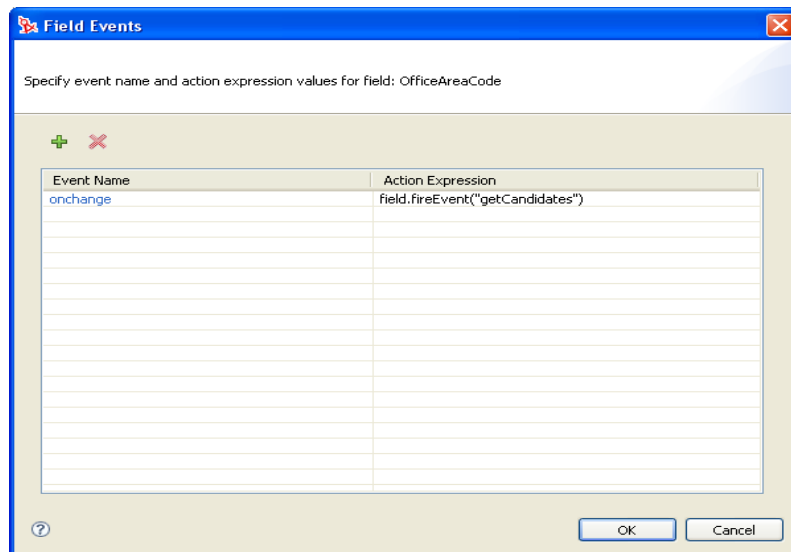 Field Events
Specify event name and action expression values for field: OfficeAreaCode
Event Name Action Expression
onchange field.fireEvent("getCandidates")
? OK Cancel